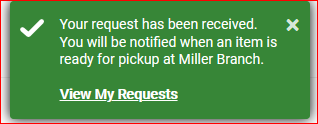 Your request has been received.
You will be notified when an item is
ready for pickup at Miller Branch.
View My Requests